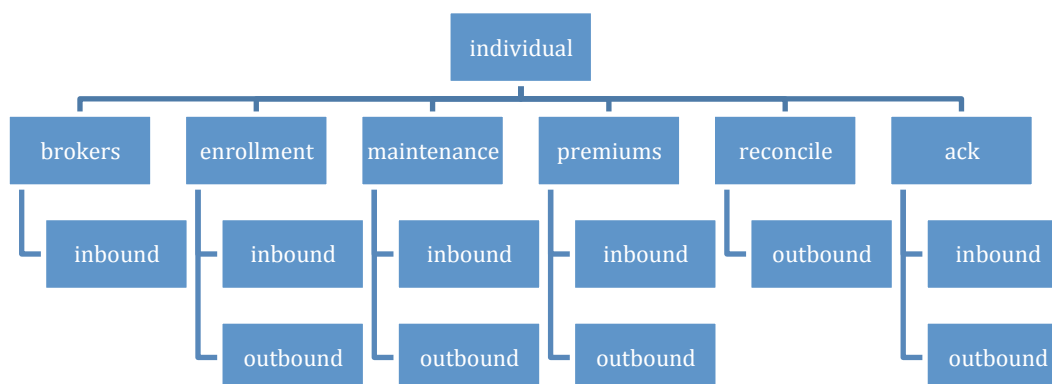 individual
brokers
enrollment
maintenance
premiums
reconcile
ack
inbound
inbound
inbound
inbound
outbound
inbound
outbound
outbound
outbound
outbound